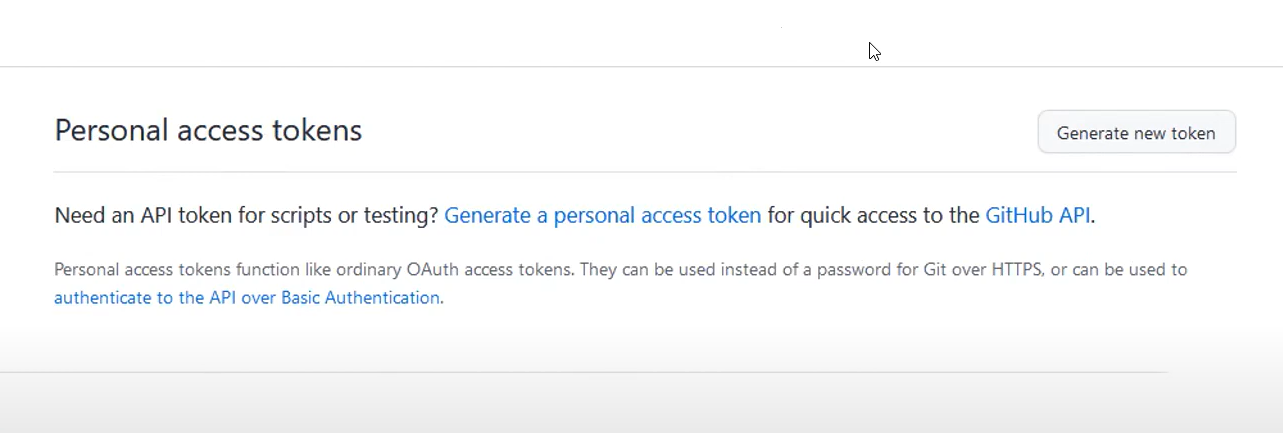 Personal access tokens
Generate new token
Need an API token for scripts or testing? Generate a personal access token for quick access to the GitHub API.
Personal access tokens function like ordinary OAuth access tokens. They can be used instead of a password for Git over HTTPS, or can be used to
authenticate to the API over Basic Authentication.